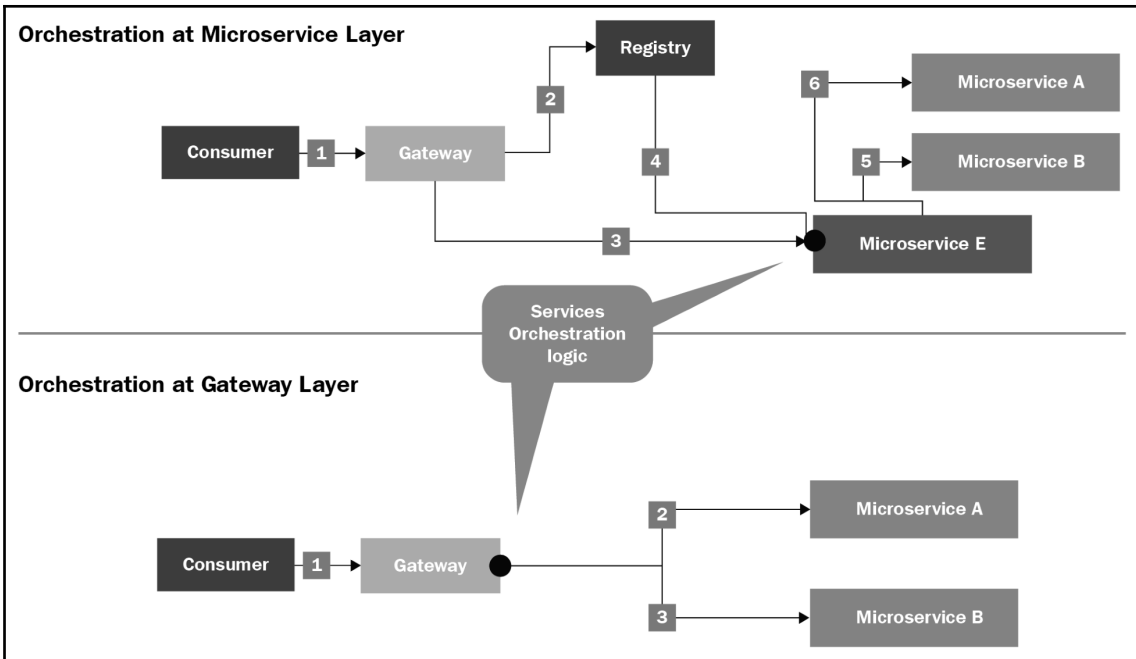 Orchestration at Microservice Layer
Registry
Microservice A
6
2
Consumer
1
Gateway
4
5
Microservice B
3
Microservice E
Services
Orchestration
logic
Orchestration at Gateway Layer
2
Microservice A
Consumer
1
Gateway
3
Microservice B